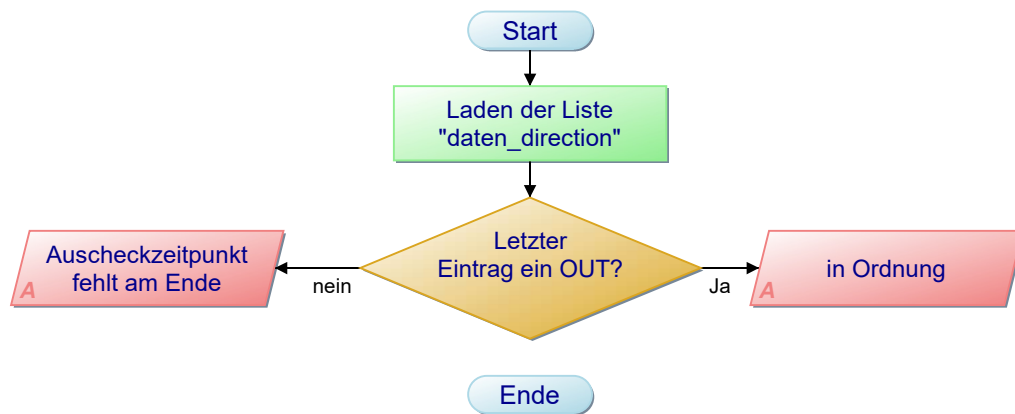 Start
Laden der Liste
"daten_direction"
Letzter
Eintrag ein OUT?
Auscheckzeitpunkt
fehlt am Ende
A
nein
Ja
in Ordnung
A
Ende